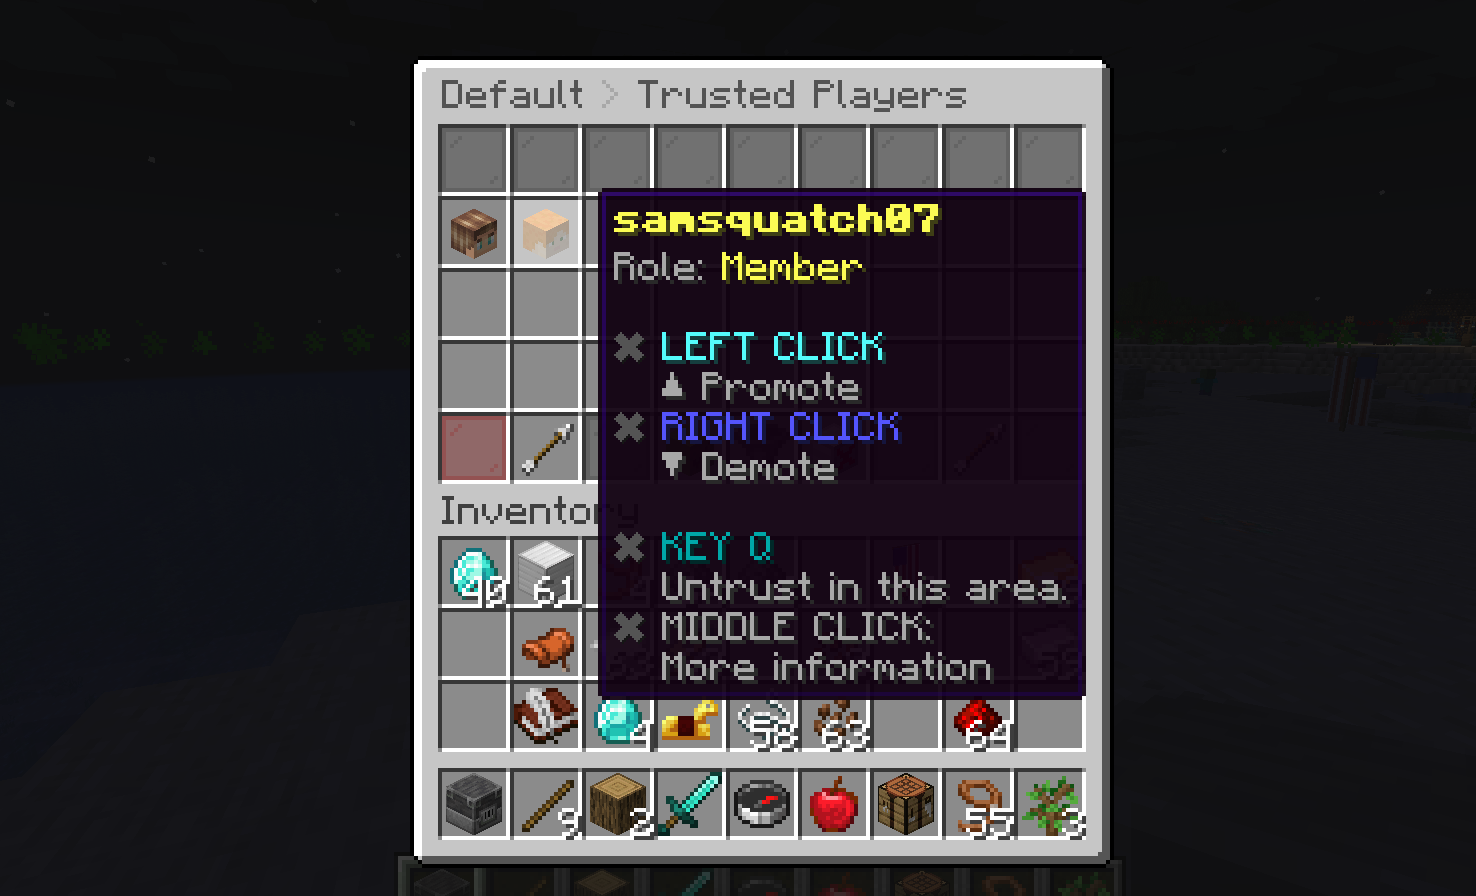 Default > Trusted Players
samsquatch07
Role: Member
✖ LEFT CLICK
▲ Promote
✖ RIGHT CLICK
▼ Demote
Inventory
✖ KEY Q
Untrust in this area.
✖ MIDDLE CLICK:
More information
40 61
4 58 63 64
9 2 55 3